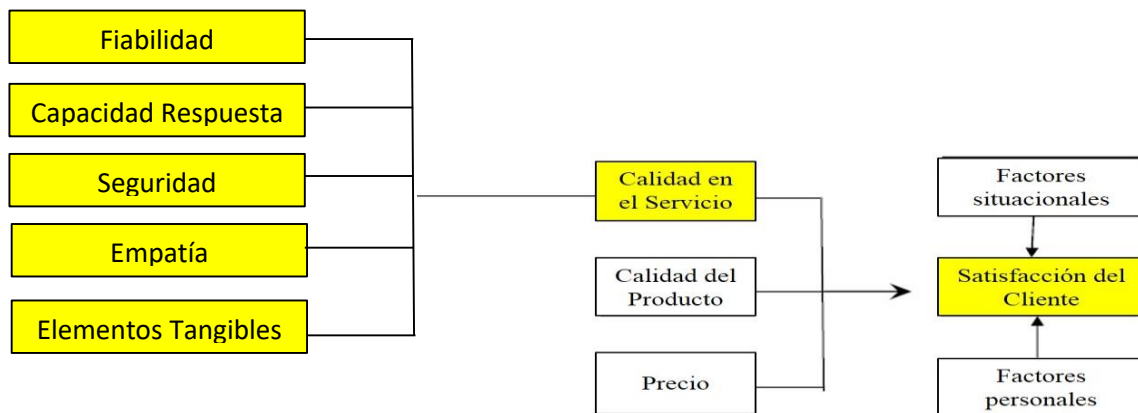 Fiabilidad
Capacidad Respuesta
Seguridad
Empatía
Elementos Tangibles
Calidad en
el Servicio
Calidad del
Producto
Precio
Factores
situacionales
Satisfacción del
Cliente
Factores
personales